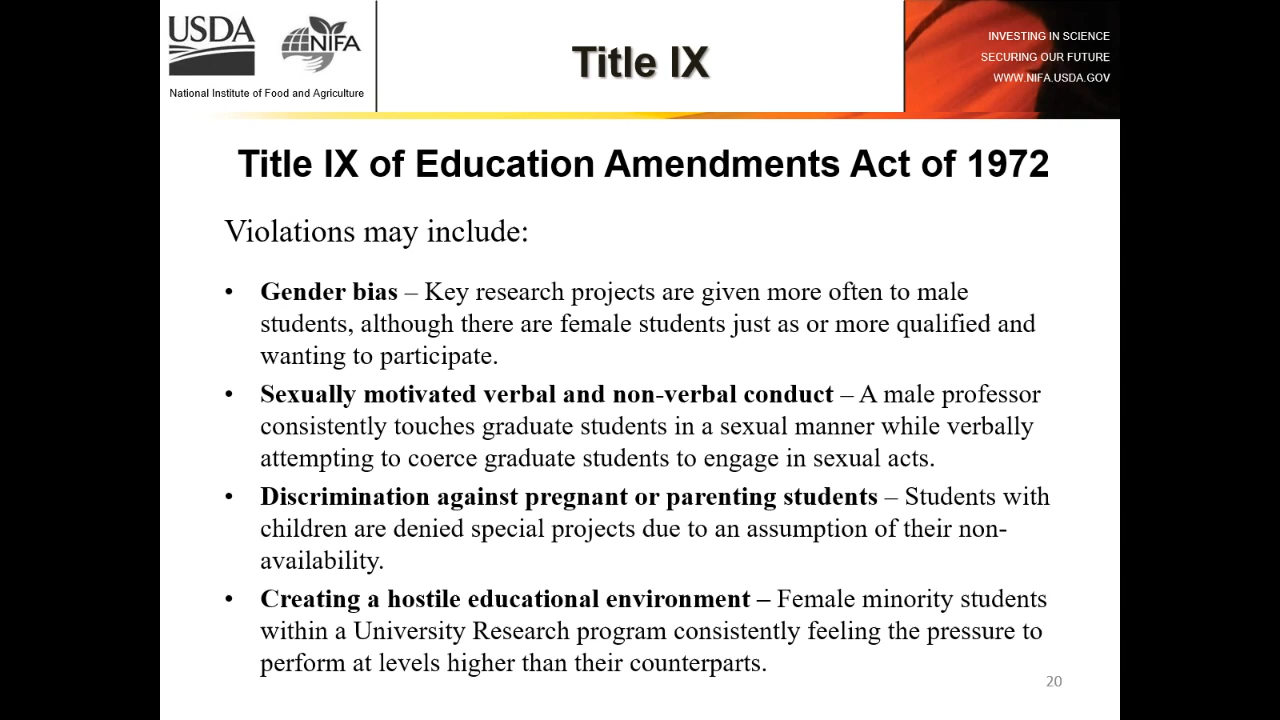 USDA
NIFA
National Institute of Food and Agriculture
Title IX
INVESTING IN SCIENCE
SECURING OUR FUTURE
WWW.NIFA.USDA.GOV
Title IX of Education Amendments Act of 1972
Violations may include:
• Gender bias – Key research projects are given more often to male
students, although there are female students just as or more qualified and
wanting to participate.
• Sexually motivated verbal and non-verbal conduct – A male professor
consistently touches graduate students in a sexual manner while verbally
attempting to coerce graduate students to engage in sexual acts.
• Discrimination against pregnant or parenting students – Students with
children are denied special projects due to an assumption of their non-
availability.
• Creating a hostile educational environment – Female minority students
within a University Research program consistently feeling the pressure to
perform at levels higher than their counterparts.
20